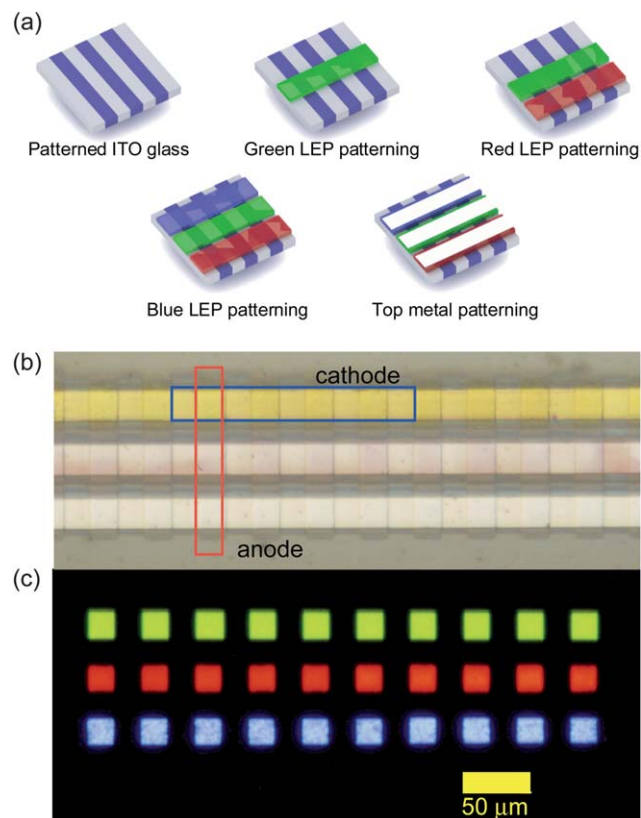 (a)
Patterned ITO glass
Green LEP patterning
Red LEP patterning
Blue LEP patterning
Top metal patterning
(b)
cathode
anode
(c)
50 μm